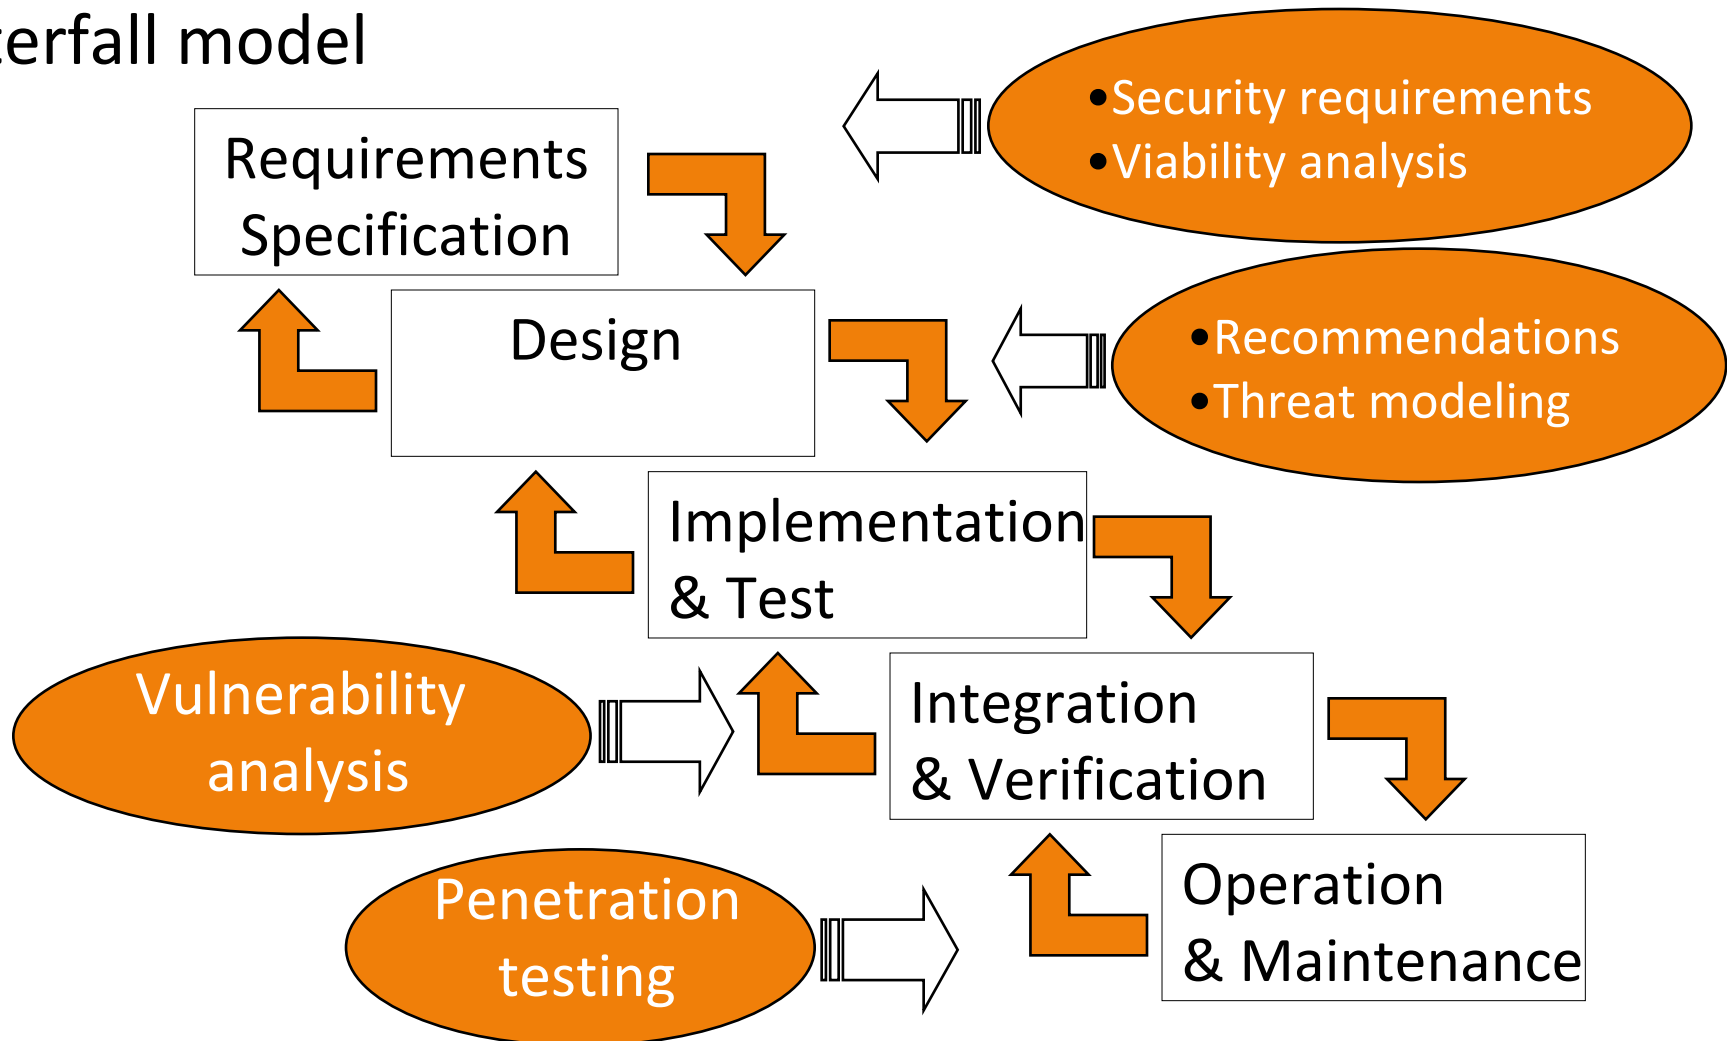 terfall model
•Security requirements
•Viability analysis
Requirements
Specification
Design
•Recommendations
•Threat modeling
Implementation
& Test
Vulnerability
analysis
Integration
& Verification
Penetration
testing
Operation
& Maintenance